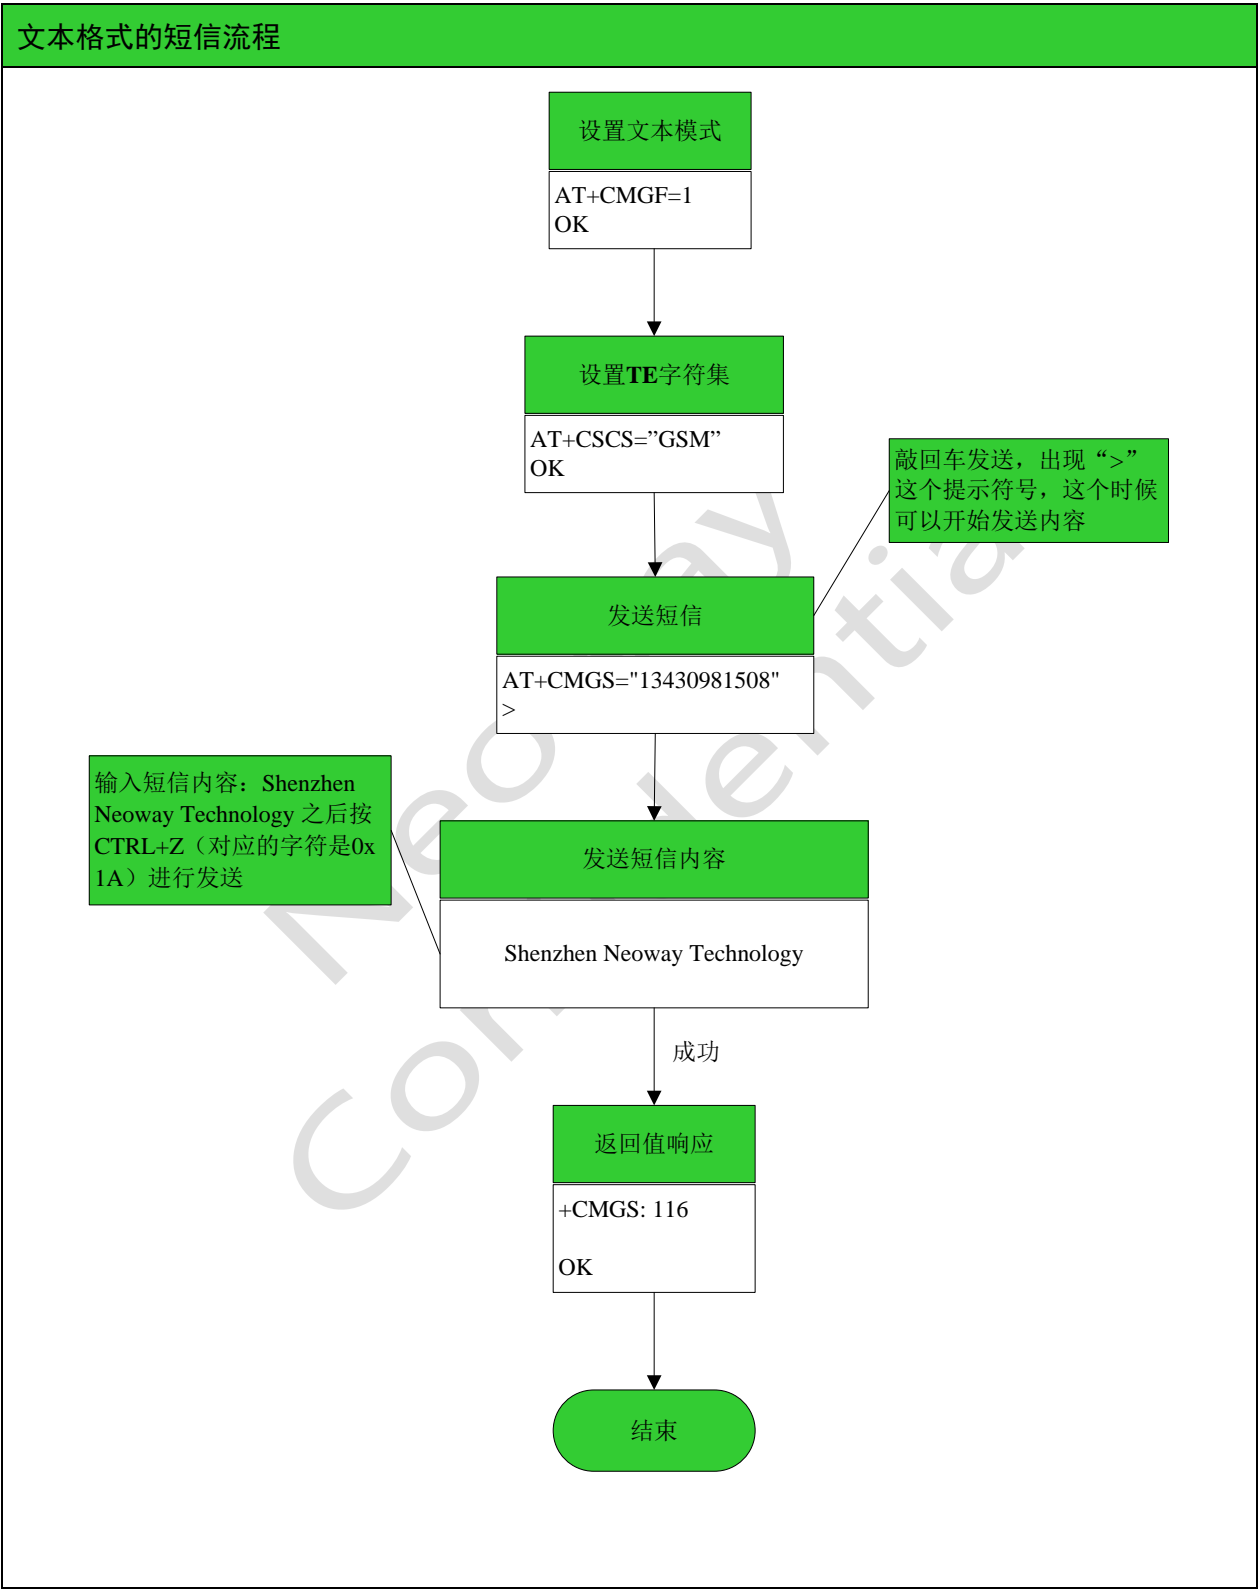 文本格式的短信流程
设置文本模式
AT+CMGF=1
OK
设置TE字符集
AT+CSCS=”GSM”
OK
敲回车发送，出现“>”
这个提示符号，这个时候
可以开始发送内容
发送短信
AT+CMGS="13430981508"
>
输入短信内容：Shenzhen
Neoway Technology 之后按
CTRL+Z（对应的字符是0x
1A）进行发送
发送短信内容
Shenzhen Neoway Technology
成功
返回值响应
+CMGS: 116
OK
结束
Neoway
Confidential